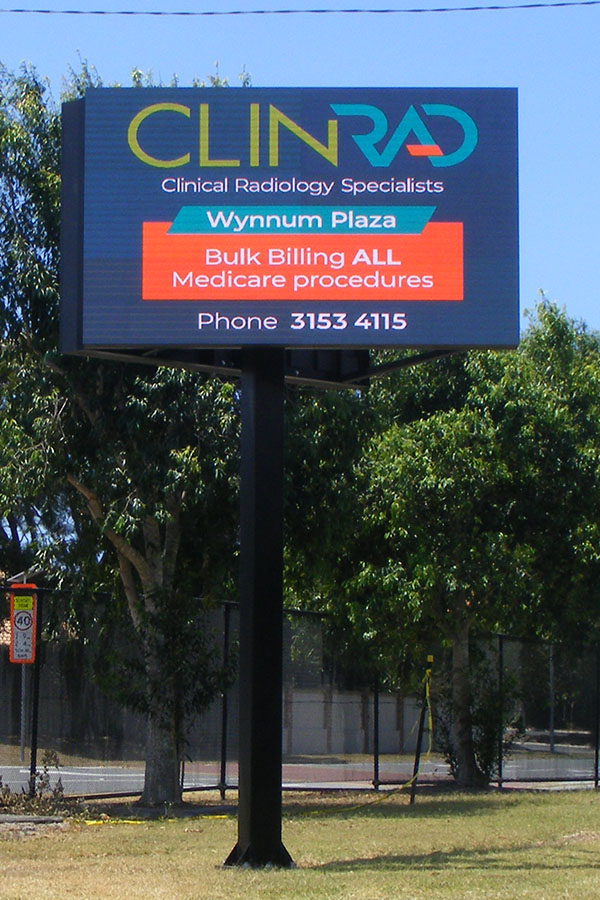 CLINRAD
Clinical Radiology Specialists
Wynnum Plaza
Bulk Billing ALL
Medicare procedures
Phone 3153 4115
40